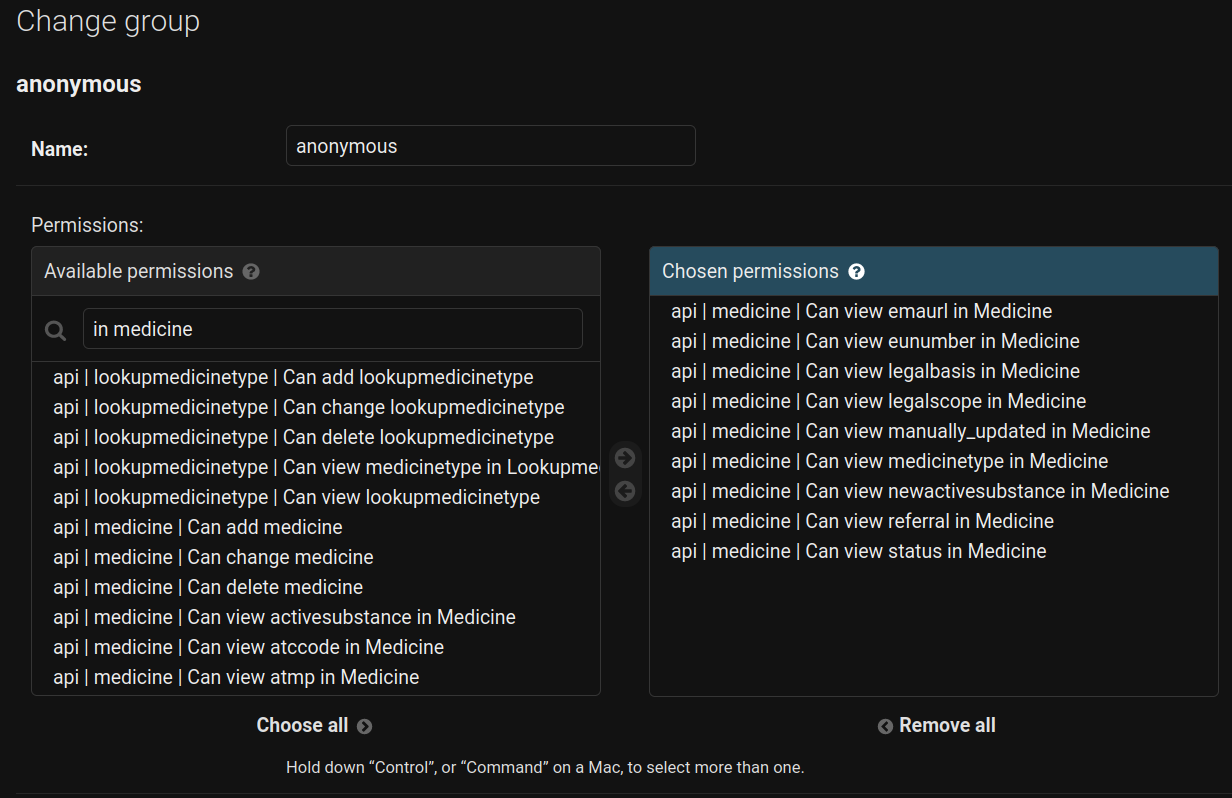 Change group
anonymous
Name:
anonymous
Permissions:
Available permissions ?
in medicine
api | lookupmedicinetype | Can add lookupmedicinetype
api | lookupmedicinetype | Can change lookupmedicinetype
api | lookupmedicinetype | Can delete lookupmedicinetype
api | lookupmedicinetype | Can view medicinetype in Lookupme
api | lookupmedicinetype | Can view lookupmedicinetype
api | medicine | Can add medicine
api | medicine | Can change medicine
api | medicine | Can delete medicine
api | medicine | Can view activesubstance in Medicine
api | medicine | Can view atccode in Medicine
api | medicine | Can view atmp in Medicine
Choose all
Chosen permissions ?
api | medicine | Can view emaurl in Medicine
api | medicine | Can view eunumber in Medicine
api | medicine | Can view legalbasis in Medicine
api | medicine | Can view legalscope in Medicine
api | medicine | Can view manually_updated in Medicine
api | medicine | Can view medicinetype in Medicine
api | medicine | Can view newactivesubstance in Medicine
api | medicine | Can view referral in Medicine
api | medicine | Can view status in Medicine
Remove all
Hold down “Control”, or “Command” on a Mac, to select more than one.